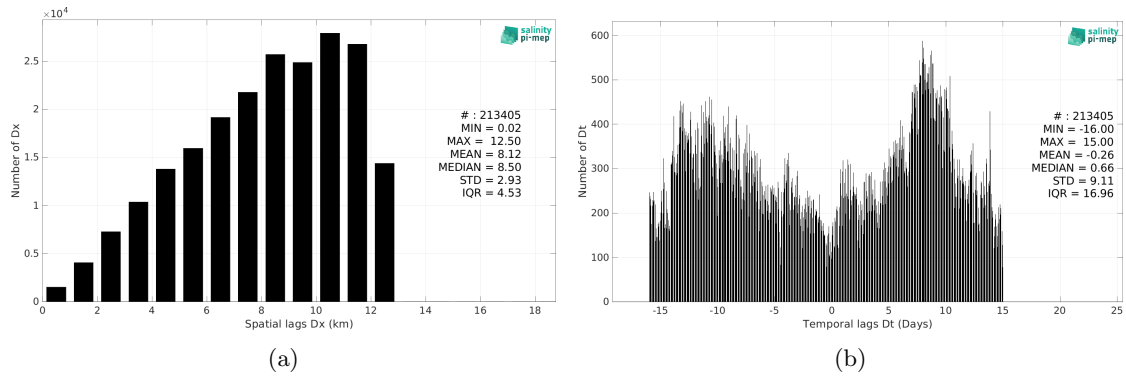 ×10⁴
2.5
2
1.5
1
0.5
0
0 2 4 6 8 10 12 14 16 18
Number of Dx
Spatial lags Dx (km)
salinity
pi-mep
# : 213405
MIN = 0.02
MAX = 12.50
MEAN = 8.12
MEDIAN = 8.50
STD = 2.93
IQR = 4.53
(a)
600
500
400
300
200
100
0
-15 -10 -5 0 5 10 15 20 25
Number of Dt
Temporal lags Dt (Days)
salinity
pi-mep
# : 213405
MIN = -16.00
MAX = 15.00
MEAN = -0.26
MEDIAN = 0.66
STD = 9.11
IQR = 16.96
(b)